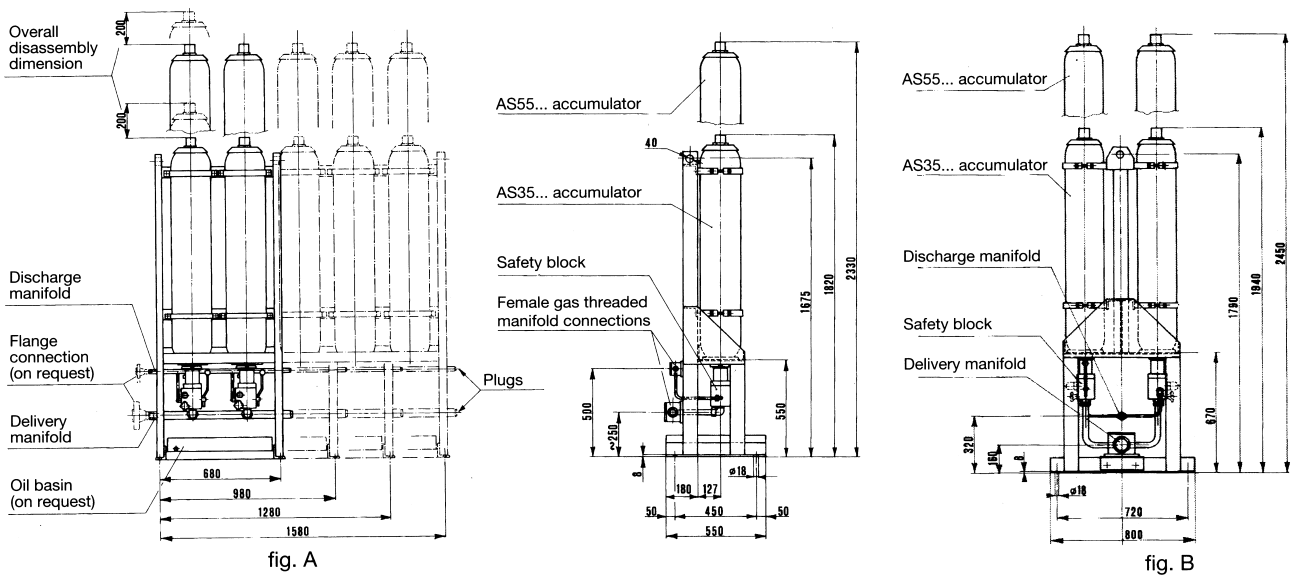 Overall
disassembly
dimension
200
200
Discharge
manifold
Flange
connection
(on request)
Delivery
manifold
Oil basin
(on request)
Plugs
680
980
1280
1580
fig. A
AS55... accumulator
40
AS35... accumulator
Safety block
Female gas threaded
manifold connections
500
~250
8
550
1675
1820
2330
ø18
180
127
50
450
50
550
AS55... accumulator
AS35... accumulator
Discharge manifold
Safety block
Delivery manifold
320
160
8
ø18
670
1790
1940
2450
720
800
fig. B